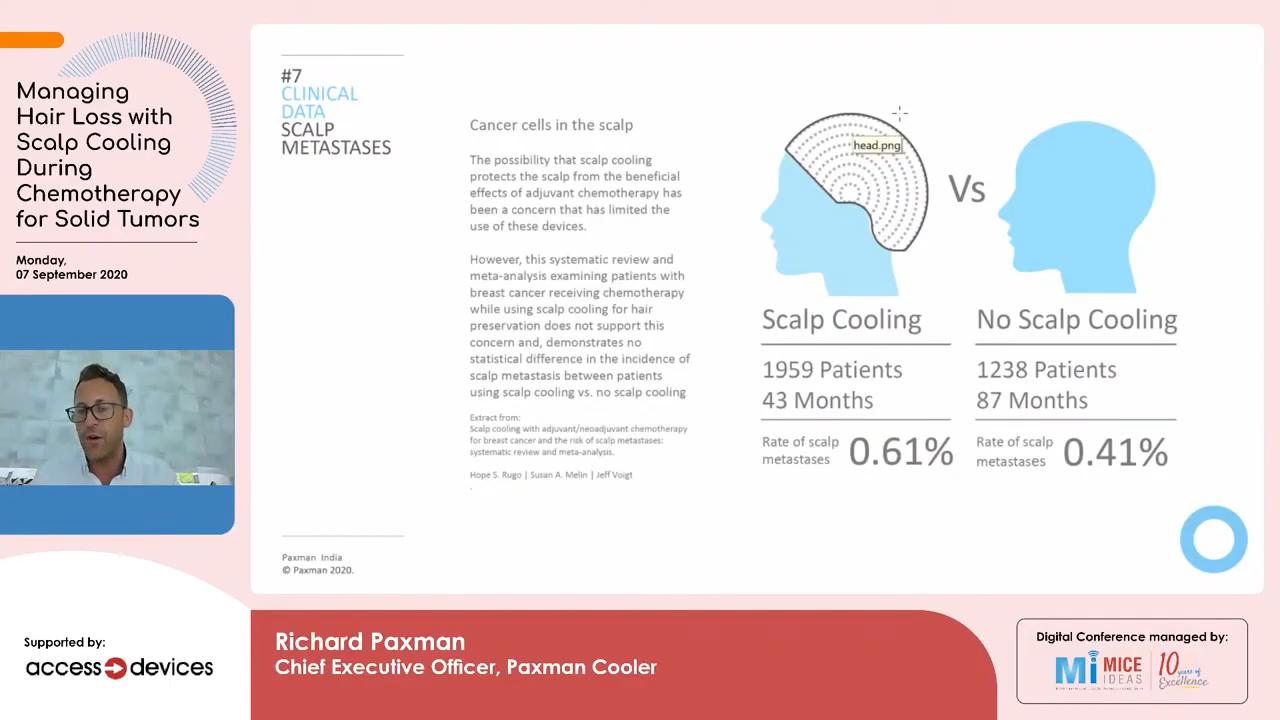 Managing
Hair Loss with
Scalp Cooling
During
Chemotherapy
for Solid Tumors
Monday,
07 September 2020
#7
CLINICAL
DATA
SCALP
METASTASES
Cancer cells in the scalp
The possibility that scalp cooling
protects the scalp from the beneficial
effects of adjuvant chemotherapy has
been a concern that has limited the
use of these devices.
However, this systematic review and
meta-analysis examining patients with
breast cancer receiving chemotherapy
while using scalp cooling for hair
preservation does not support this
concern and, demonstrates no
statistical difference in the incidence of
scalp metastasis between patients
using scalp cooling vs. no scalp cooling
Extract from:
Scalp cooling with adjuvant/neoadjuvant chemotherapy
for breast cancer and the risk of scalp metastases:
systematic review and meta-analysis.
Hope S. Rugo | Susan A. Melin | Jeff Voigt
.
head.png
Vs
Scalp Cooling
1959 Patients
43 Months
Rate of scalp
metastases 0.61%
No Scalp Cooling
1238 Patients
87 Months
Rate of scalp
metastases 0.41%
Paxman India
© Paxman 2020.
Supported by:
access devices
Richard Paxman
Chief Executive Officer, Paxman Cooler
Digital Conference managed by:
Mi MICE
IDEAS
10 years of
Excellence